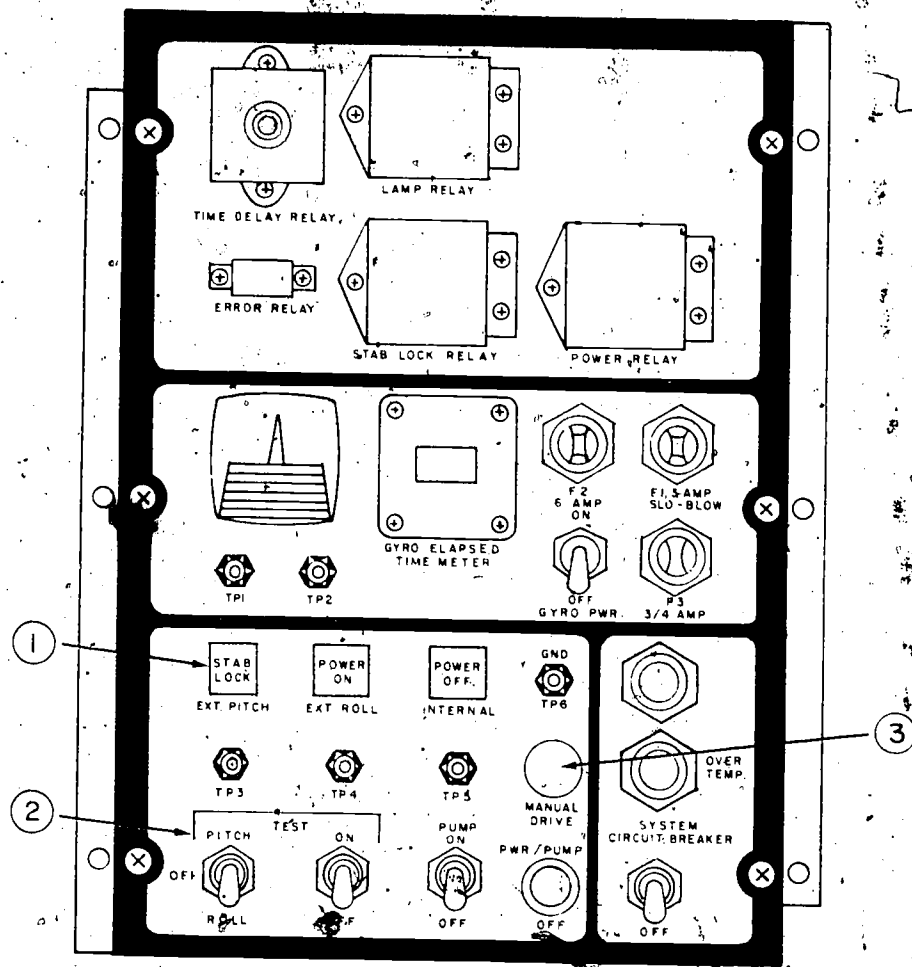 LAMP RELAY
TIME DELAY RELAY
ERROR RELAY
STAB LOCK RELAY
POWER RELAY
F2
6 AMP
ON
F1, 5 AMP
SLO-BLOW
GYRO ELAPSED
TIME METER
TP1
TP2
OFF
GYRO PWR.
3/4 AMP
1
STAB
LOCK
POWER
ON
POWER
OFF
GND
EXT. PITCH
EXT ROLL
INTERNAL
TP6
3
TP3
TP4
TP5
OVER
TEMP.
MANUAL
DRIVE
2
TEST
PITCH
ON
PUMP
ON
PWR/PUMP
SYSTEM
CIRCUIT BREAKER
OFF
ROLL
OFF
OFF
OFF